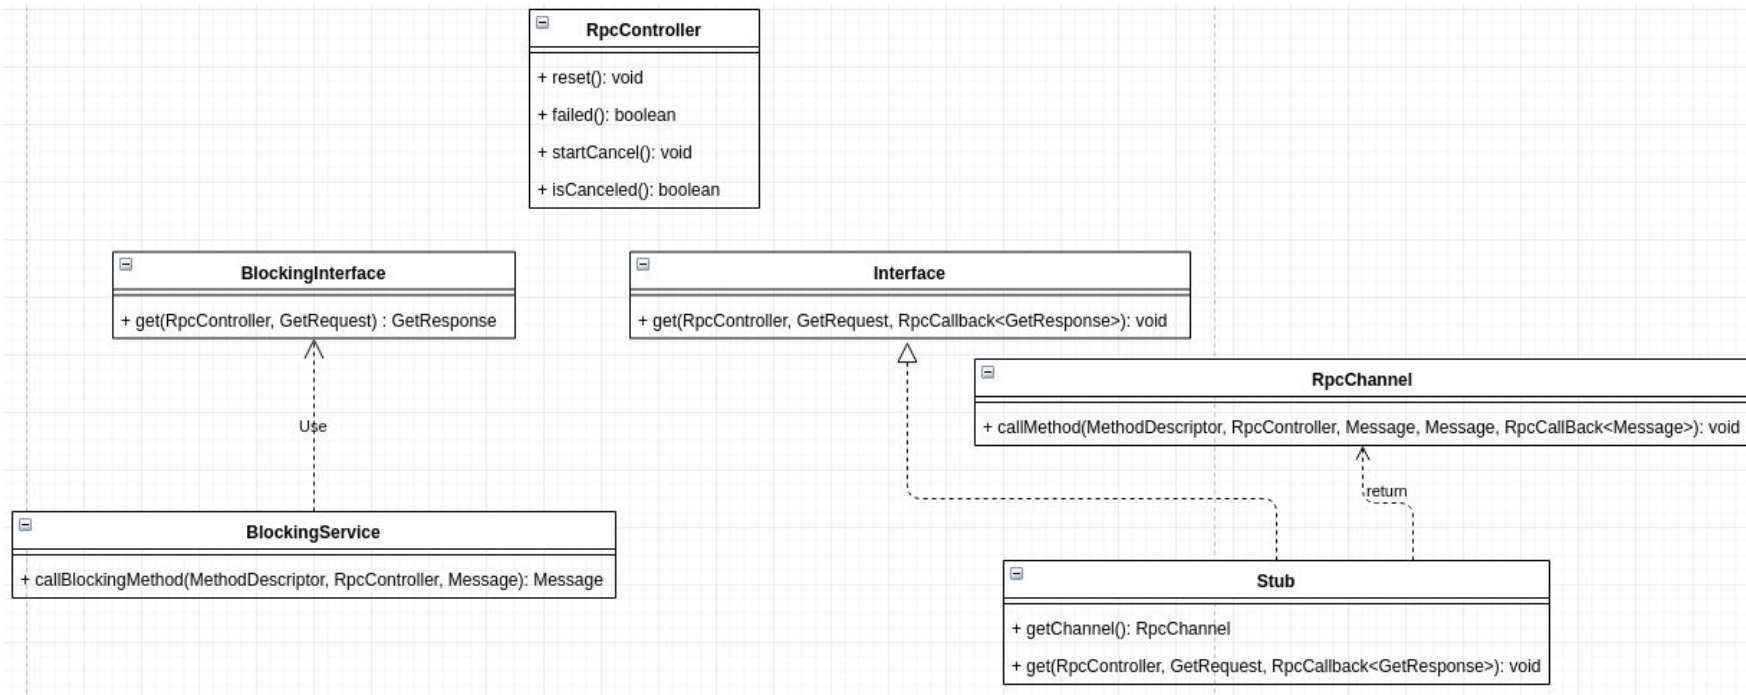 RpcController
+ reset(): void
+ failed(): boolean
+ startCancel(): void
+ isCanceled(): boolean
BlockingInterface
+ get(RpcController, GetRequest) : GetResponse
Interface
+ get(RpcController, GetRequest, RpcCallback<GetResponse>): void
RpcChannel
+ callMethod(MethodDescriptor, RpcController, Message, Message, RpcCallBack<Message>): void
Use
return
BlockingService
+ callBlockingMethod(MethodDescriptor, RpcController, Message): Message
Stub
+ getChannel(): RpcChannel
+ get(RpcController, GetRequest, RpcCallback<GetResponse>): void